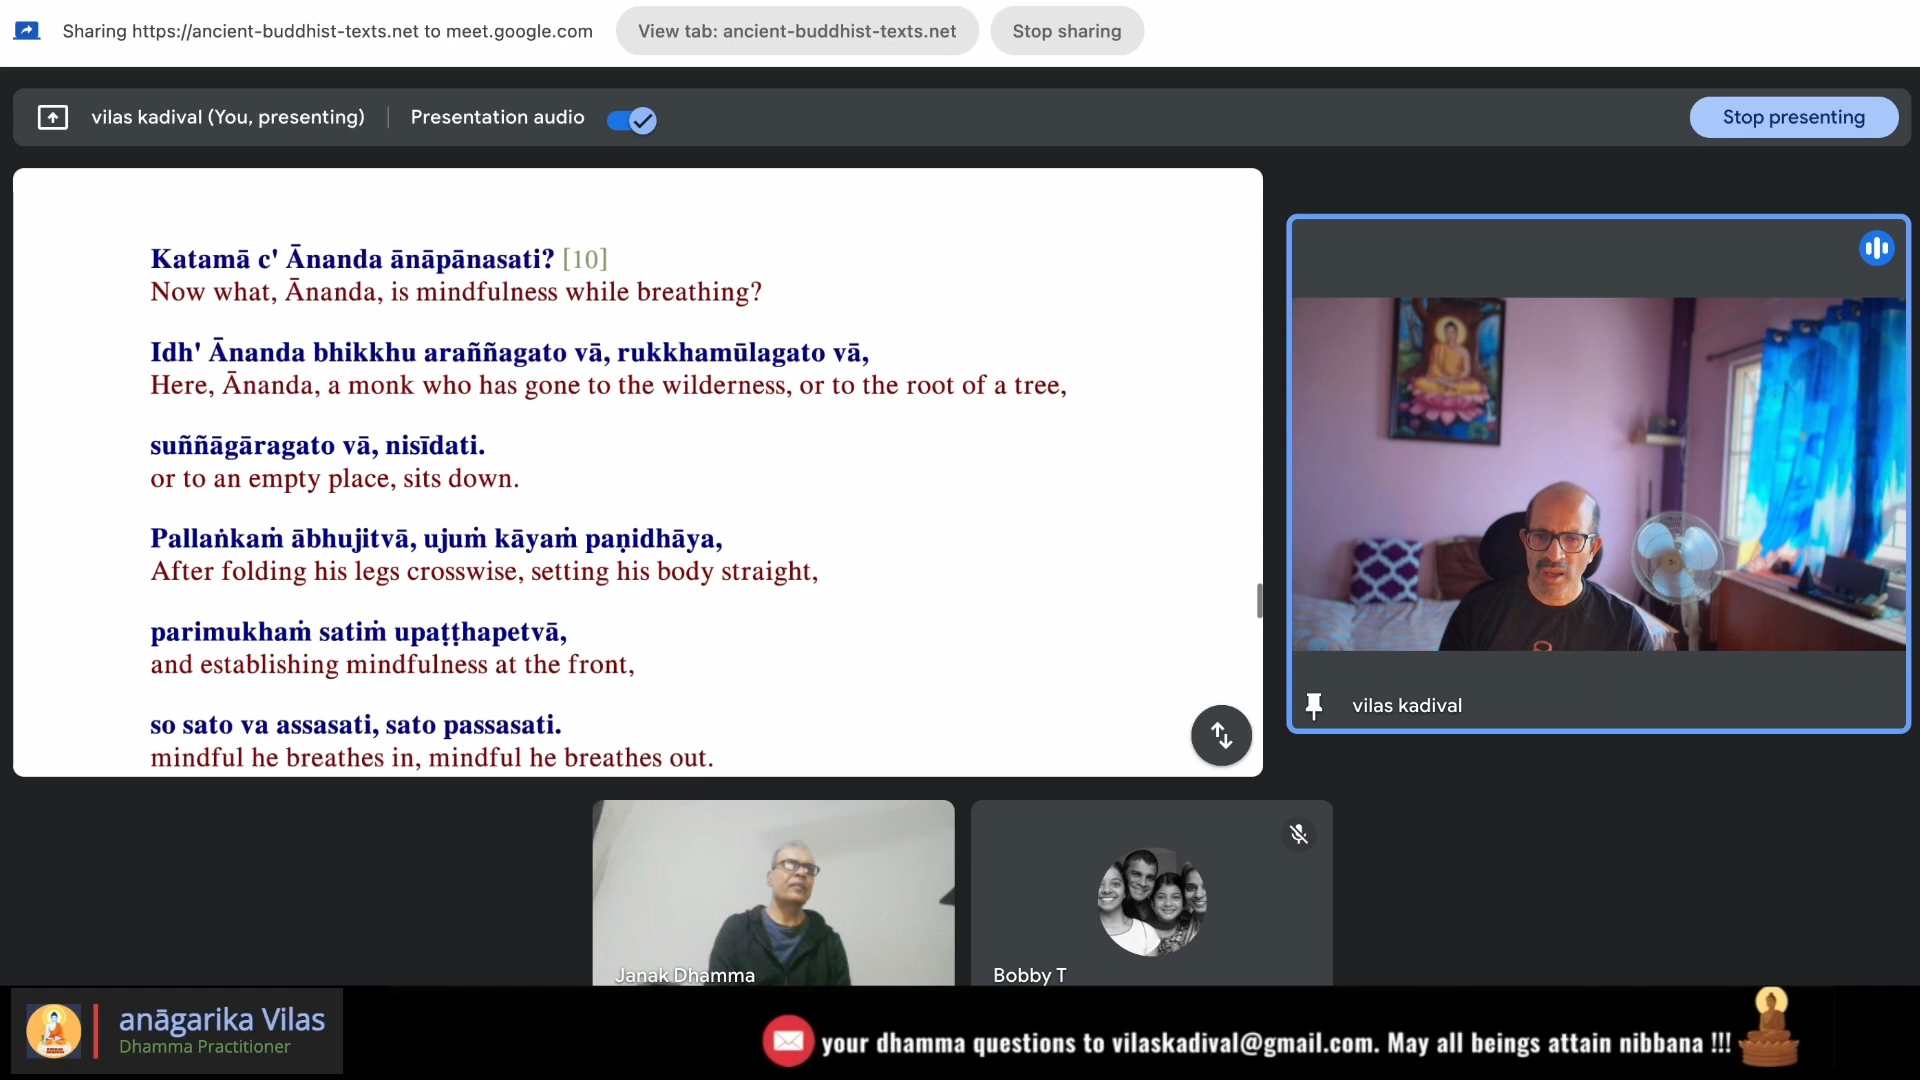 Sharing https://ancient-buddhist-texts.net to meet.google.com
View tab: ancient-buddhist-texts.net
Stop sharing
vilas kadival (You, presenting)
Presentation audio
Stop presenting
Katamā c' Ānanda ānāpānasati? [10]
Now what, Ānanda, is mindfulness while breathing?
Idh' Ānanda bhikkhu araññagato vā, rukkhamūlagato vā,
Here, Ānanda, a monk who has gone to the wilderness, or to the root of a tree,
suññāgāragato vā, nisīdati.
or to an empty place, sits down.
Pallaṅkaṁ ābhujitvā, ujuṁ kāyaṁ paṇidhāya,
After folding his legs crosswise, setting his body straight,
parimukhaṁ satiṁ upaṭṭhapetvā,
and establishing mindfulness at the front,
so sato va assasati, sato passasati.
mindful he breathes in, mindful he breathes out.
vilas kadival
Janak Dhamma
Bobby T
anāgarika Vilas
Dhamma Practitioner
your dhamma questions to vilaskadival@gmail.com. May all beings attain nibbana !!!